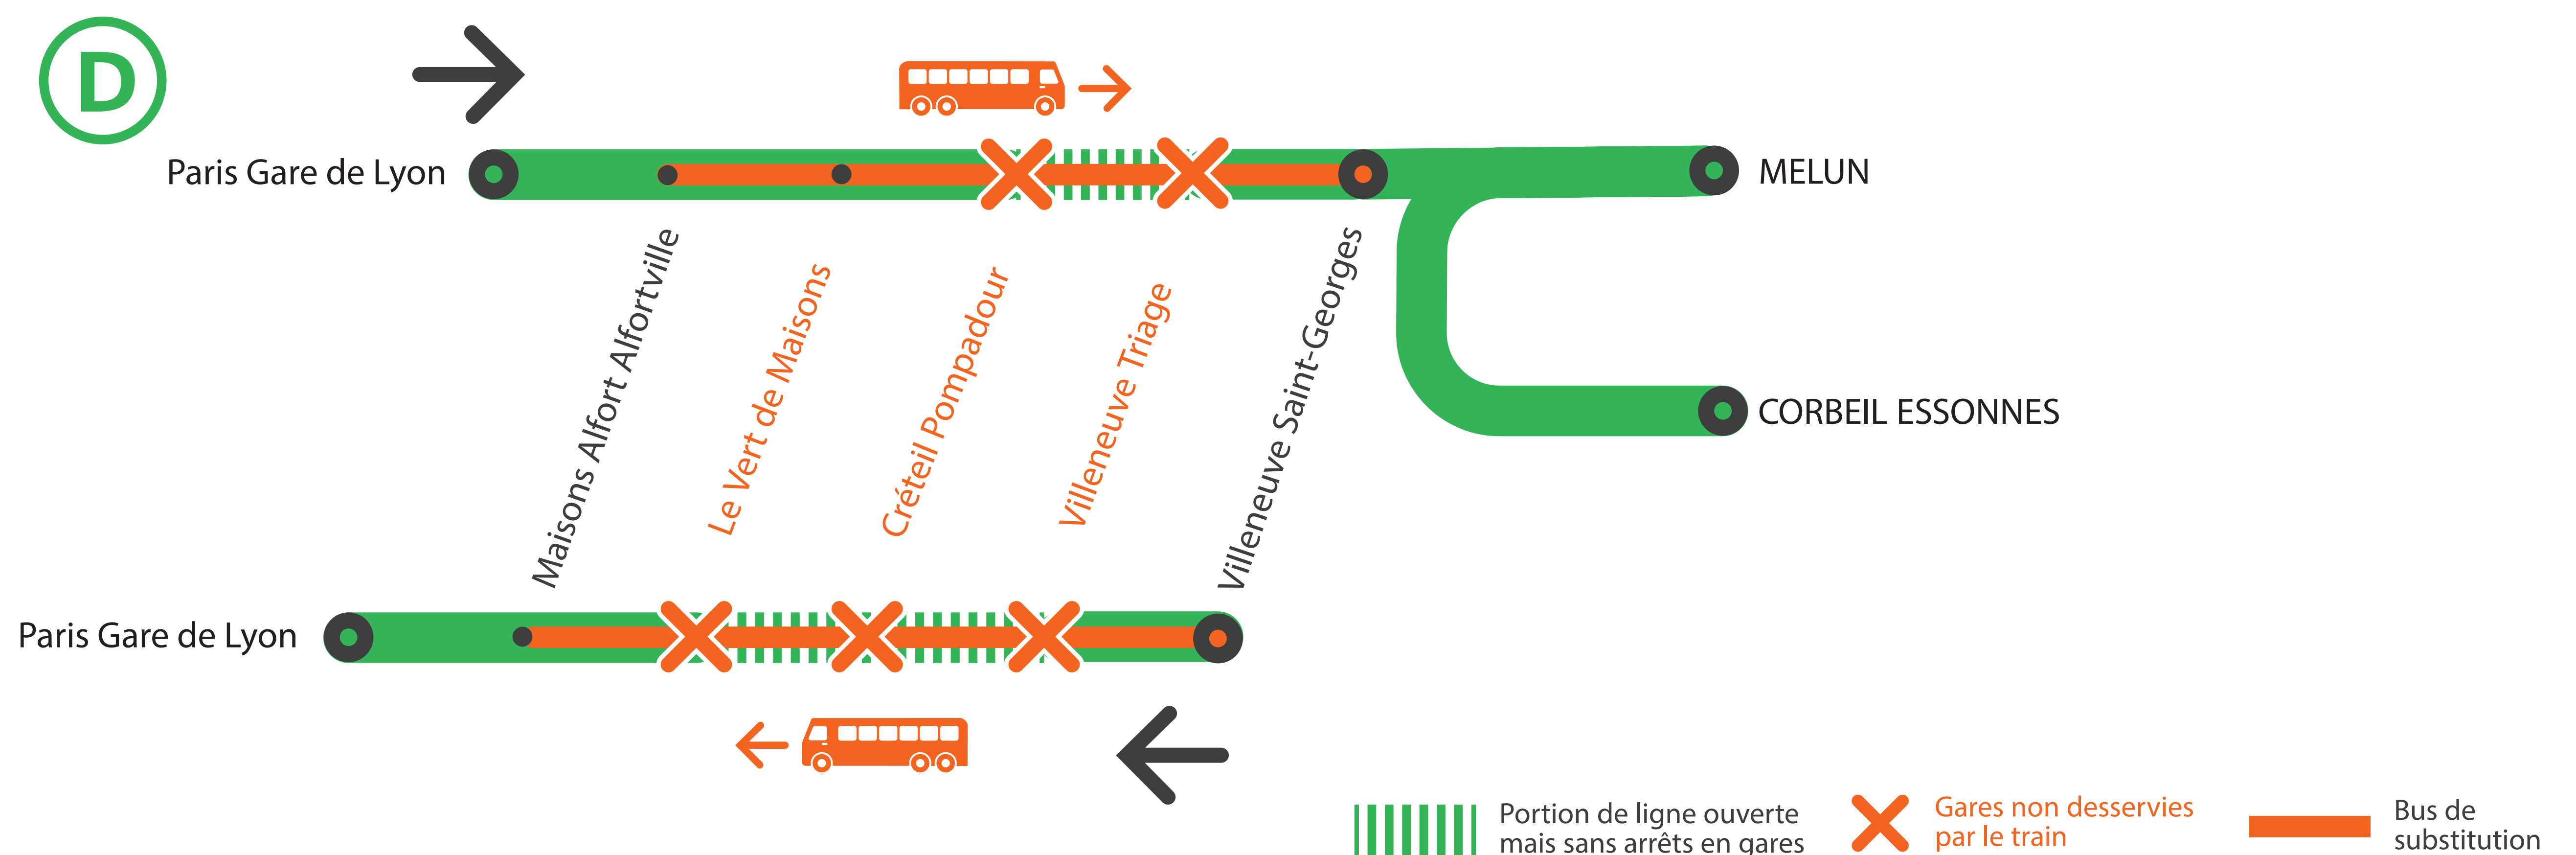 D
Paris Gare de Lyon
MELUN
CORBEIL ESSONNES
Maisons Alfort Alfortville
Le Vert de Maisons
Créteil Pompadour
Villeneuve Triage
Villeneuve Saint-Georges
Paris Gare de Lyon
Portion de ligne ouverte
mais sans arrêts en gares
Gares non desservies
par le train
Bus de
substitution